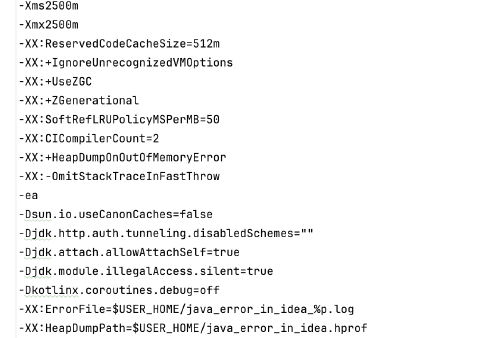 -Xms2500m
-Xmx2500m
-XX:ReservedCodeCacheSize=512m
-XX:+IgnoreUnrecognizedVMOptions
-XX:+UseZGC
-XX:+ZGenerational
-XX:SoftRefLRUPolicyMSPerMB=50
-XX:CICompilerCount=2
-XX:+HeapDumpOnOutOfMemoryError
-XX:-OmitStackTraceInFastThrow
-ea
-Dsun.io.useCanonCaches=false
-Djdk.http.auth.tunneling.disabledSchemes=""
-Djdk.attach.allowAttachSelf=true
-Djdk.module.illegalAccess.silent=true
-Dkotlinx.coroutines.debug=off
-XX:ErrorFile=$USER_HOME/java_error_in_idea_%p.log
-XX:HeapDumpPath=$USER_HOME/java_error_in_idea.hprof